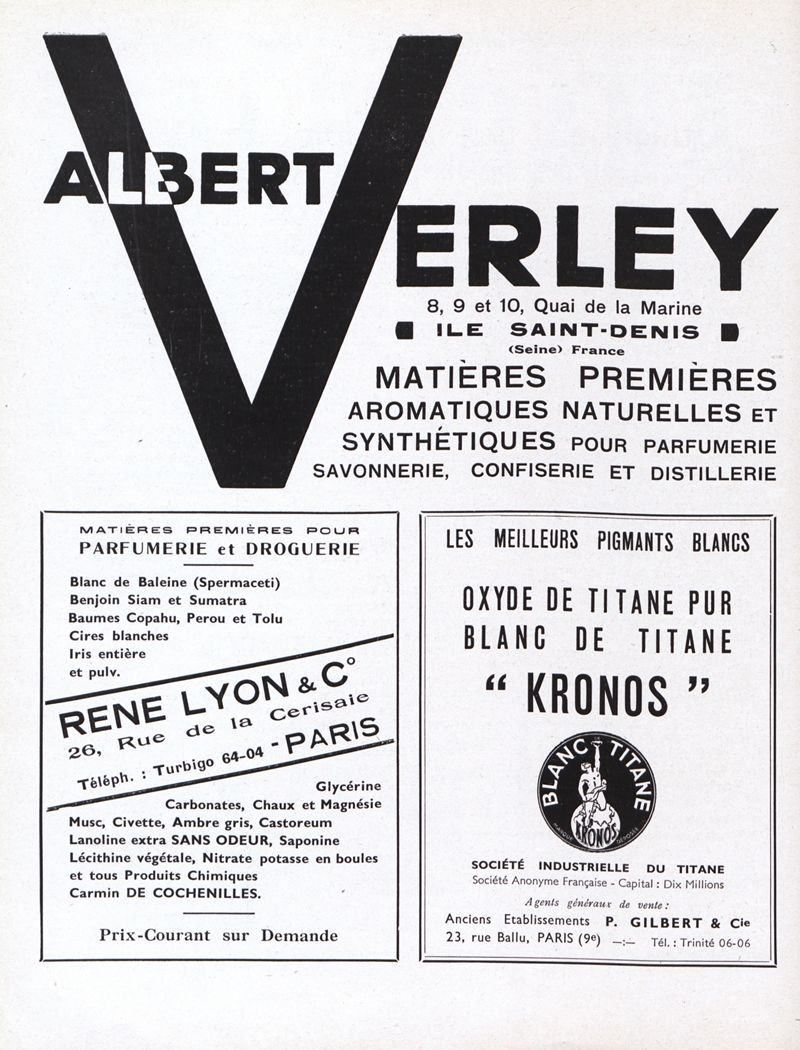 ALBERT
VERLEY
8, 9 et 10, Quai de la Marine
ILE SAINT-DENIS
(Seine) France
MATIÈRES PREMIÈRES
AROMATIQUES NATURELLES ET
SYNTHÉTIQUES POUR PARFUMERIE
SAVONNERIE, CONFISERIE ET DISTILLERIE
MATIÈRES PREMIÈRES POUR
PARFUMERIE et DROGUERIE
Blanc de Baleine (Spermaceti)
Benjoin Siam et Sumatra
Baumes Copahu, Perou et Tolu
Cires blanches
Iris entière
et pulv.
RENE LYON & C°
26, Rue de la Cerisaie
Téléph. : Turbigo 64-04 - PARIS
Glycérine
Carbonates, Chaux et Magnésie
Musc, Civette, Ambre gris, Castoreum
Lanoline extra SANS ODEUR, Saponine
Lécithine végétale, Nitrate potasse en boules
et tous Produits Chimiques
Carmin DE COCHENILLES.
Prix-Courant sur Demande
LES MEILLEURS PIGMANTS BLANCS
OXYDE DE TITANE PUR
BLANC DE TITANE
“ KRONOS ”
BLANC DE TITANE
KRONOS
MARQUE DÉPOSÉE
SOCIÉTÉ INDUSTRIELLE DU TITANE
Société Anonyme Française - Capital : Dix Millions
Agents généraux de vente :
Anciens Etablissements P. GILBERT & Cie
23, rue Ballu, PARIS (9e) —:— Tél. : Trinité 06-06